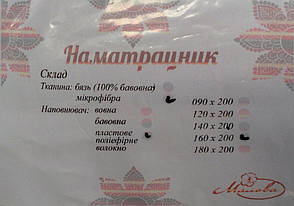 Наматрацник
Склад
Тканина: бязь (100% бавовна)
мікрофібра
Наповнювач: вовна
бавовна
пластове
поліефірне
волокно
090 x 200
120 x 200
140 x 200
160 x 200
180 x 200